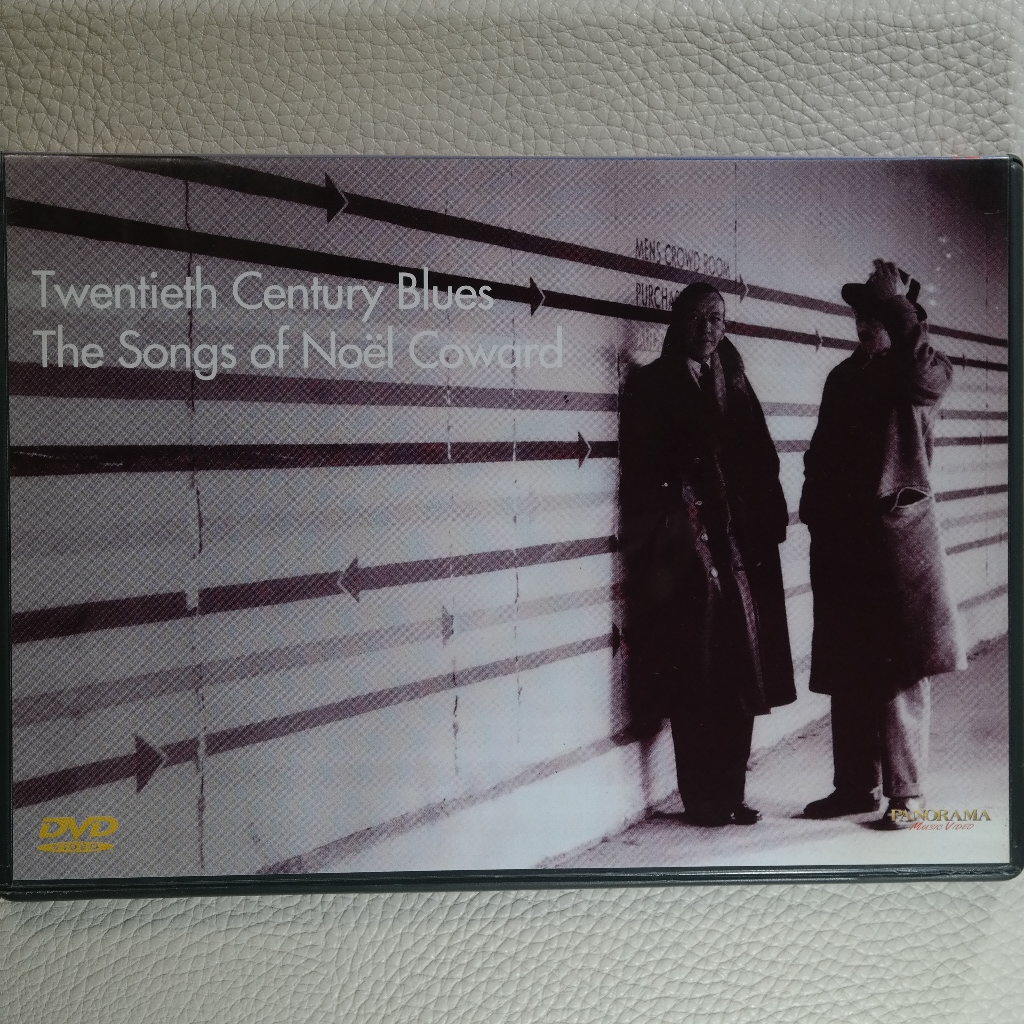 MENS CROWD ROOM
Twentieth Century Blues
The Songs of Noël Coward
DVD
PANORAMA
Music Video